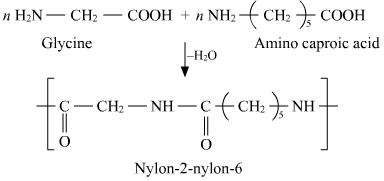 n H₂N — CH₂ — COOH + n NH₂—(CH₂)₅ COOH
Glycine Amino caproic acid
–H₂O
[C — CH₂ — NH — C—(CH₂)₅ NH]
O O
Nylon-2-nylon-6